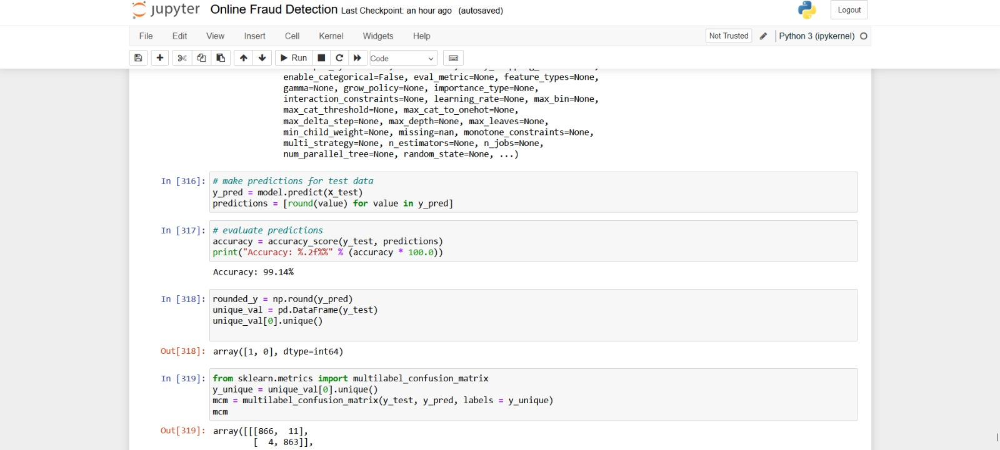 jupyter Online Fraud Detection Last Checkpoint: an hour ago (autosaved)
Logout
File Edit View Insert Cell Kernel Widgets Help
Not Trusted
Python 3 (ipykernel)
Run
Code
enable_categorical=False, eval_metric=None, feature_types=None,
gamma=None, grow_policy=None, importance_type=None,
interaction_constraints=None, learning_rate=None, max_bin=None,
max_cat_threshold=None, max_cat_to_onehot=None,
max_delta_step=None, max_depth=None, max_leaves=None,
min_child_weight=None, missing=nan, monotone_constraints=None,
multi_strategy=None, n_estimators=None, n_jobs=None,
num_parallel_tree=None, random_state=None, ...)
In [316]: # make predictions for test data
y_pred = model.predict(X_test)
predictions = [round(value) for value in y_pred]
In [317]: # evaluate predictions
accuracy = accuracy_score(y_test, predictions)
print("Accuracy: %.2f%%" % (accuracy * 100.0))
Accuracy: 99.14%
In [318]: rounded_y = np.round(y_pred)
unique_val = pd.DataFrame(y_test)
unique_val[0].unique()
Out[318]: array([1, 0], dtype=int64)
In [319]: from sklearn.metrics import multilabel_confusion_matrix
y_unique = unique_val[0].unique()
mcm = multilabel_confusion_matrix(y_test, y_pred, labels = y_unique)
mcm
Out[319]: array([[[866, 11],
[ 4, 863]],